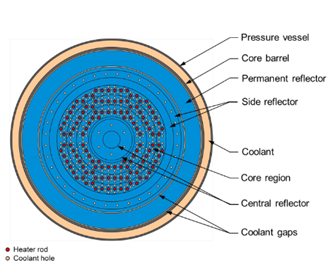 Pressure vessel
Core barrel
Permanent reflector
Side reflector
Coolant
Core region
Central reflector
Coolant gaps
Heater rod
Coolant hole